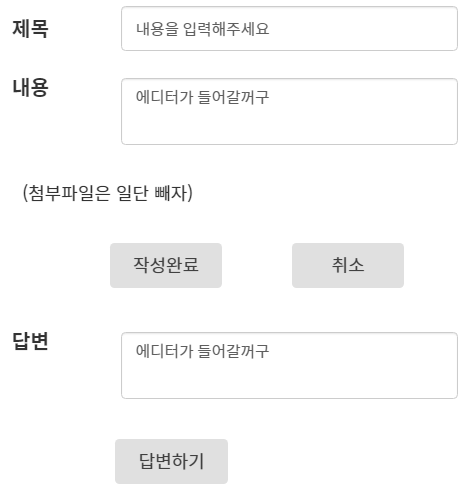 제목
내용을 입력해주세요
내용
에디터가 들어갈꺼구
(첨부파일은 일단 빼자)
작성완료 취소
답변
에디터가 들어갈꺼구
답변하기